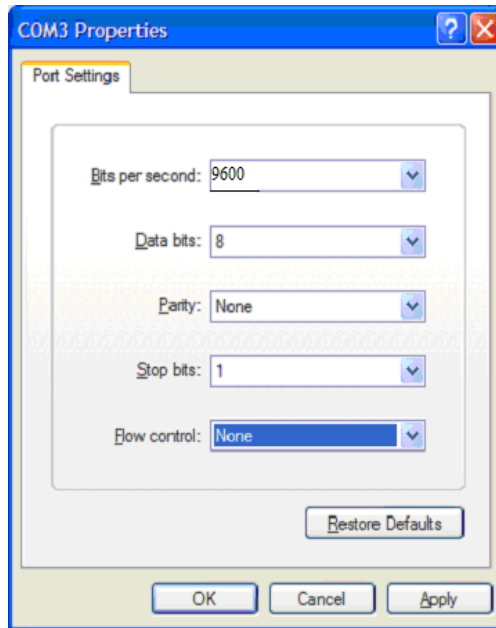 COM3 Properties
Port Settings
Bits per second: 9600
Data bits: 8
Parity: None
Stop bits: 1
Flow control: None
Restore Defaults
OK Cancel Apply